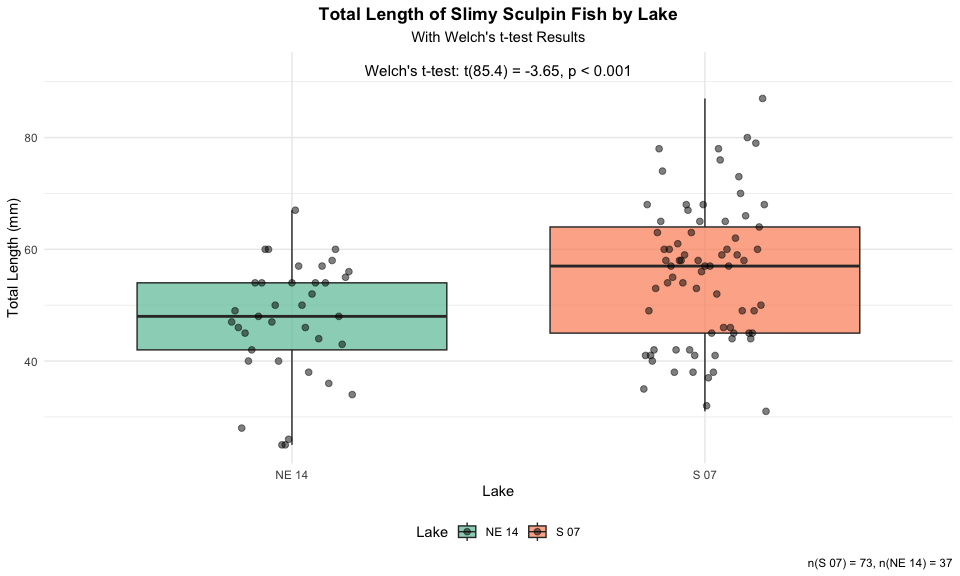 Total Length of Slimy Sculpin Fish by Lake
With Welch's t-test Results
Welch's t-test: t(85.4) = -3.65, p < 0.001
Total Length (mm)
80
60
40
NE 14
S 07
Lake
Lake NE 14 S 07
n(S 07) = 73, n(NE 14) = 37